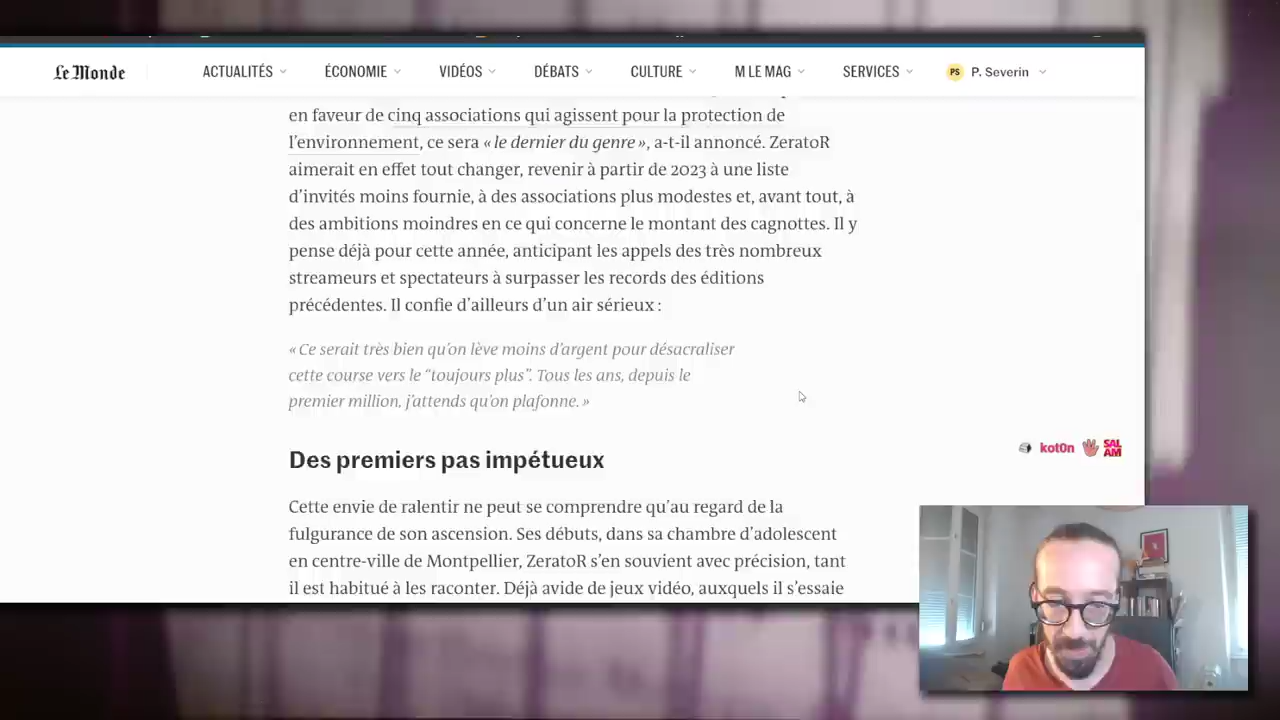 Le Monde
ACTUALITÉS ÉCONOMIE VIDÉOS DÉBATS CULTURE M LE MAG SERVICES PS P. Severin
en faveur de cinq associations qui agissent pour la protection de
l’environnement, ce sera « le dernier du genre », a-t-il annoncé. ZeratoR
aimerait en effet tout changer, revenir à partir de 2023 à une liste
d’invités moins fournie, à des associations plus modestes et, avant tout, à
des ambitions moindres en ce qui concerne le montant des cagnottes. Il y
pense déjà pour cette année, anticipant les appels des très nombreux
streameurs et spectateurs à surpasser les records des éditions
précédentes. Il confie d’ailleurs d’un air sérieux :
« Ce serait très bien qu’on lève moins d’argent pour désacraliser
cette course vers le “toujours plus”. Tous les ans, depuis le
premier million, j’attends qu’on plafonne. »
kot0n SALAM
Des premiers pas impétueux
Cette envie de ralentir ne peut se comprendre qu’au regard de la
fulgurance de son ascension. Ses débuts, dans sa chambre d’adolescent
en centre-ville de Montpellier, ZeratoR s’en souvient avec précision, tant
il est habitué à les raconter. Déjà avide de jeux vidéo, auxquels il s’essaie